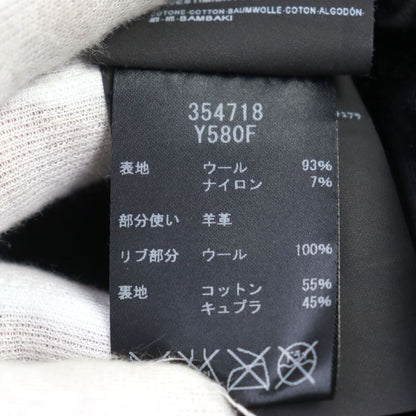 COTONE-COTTON-BAUMWOLLE-COTON-ALGODÓN-
棉-綿-BAMBAKI
354718
Y580F
表地 ウール 93%
ナイロン 7%
部分使い 羊革
リブ部分 ウール 100%
裏地 コットン 55%
キュプラ 45%